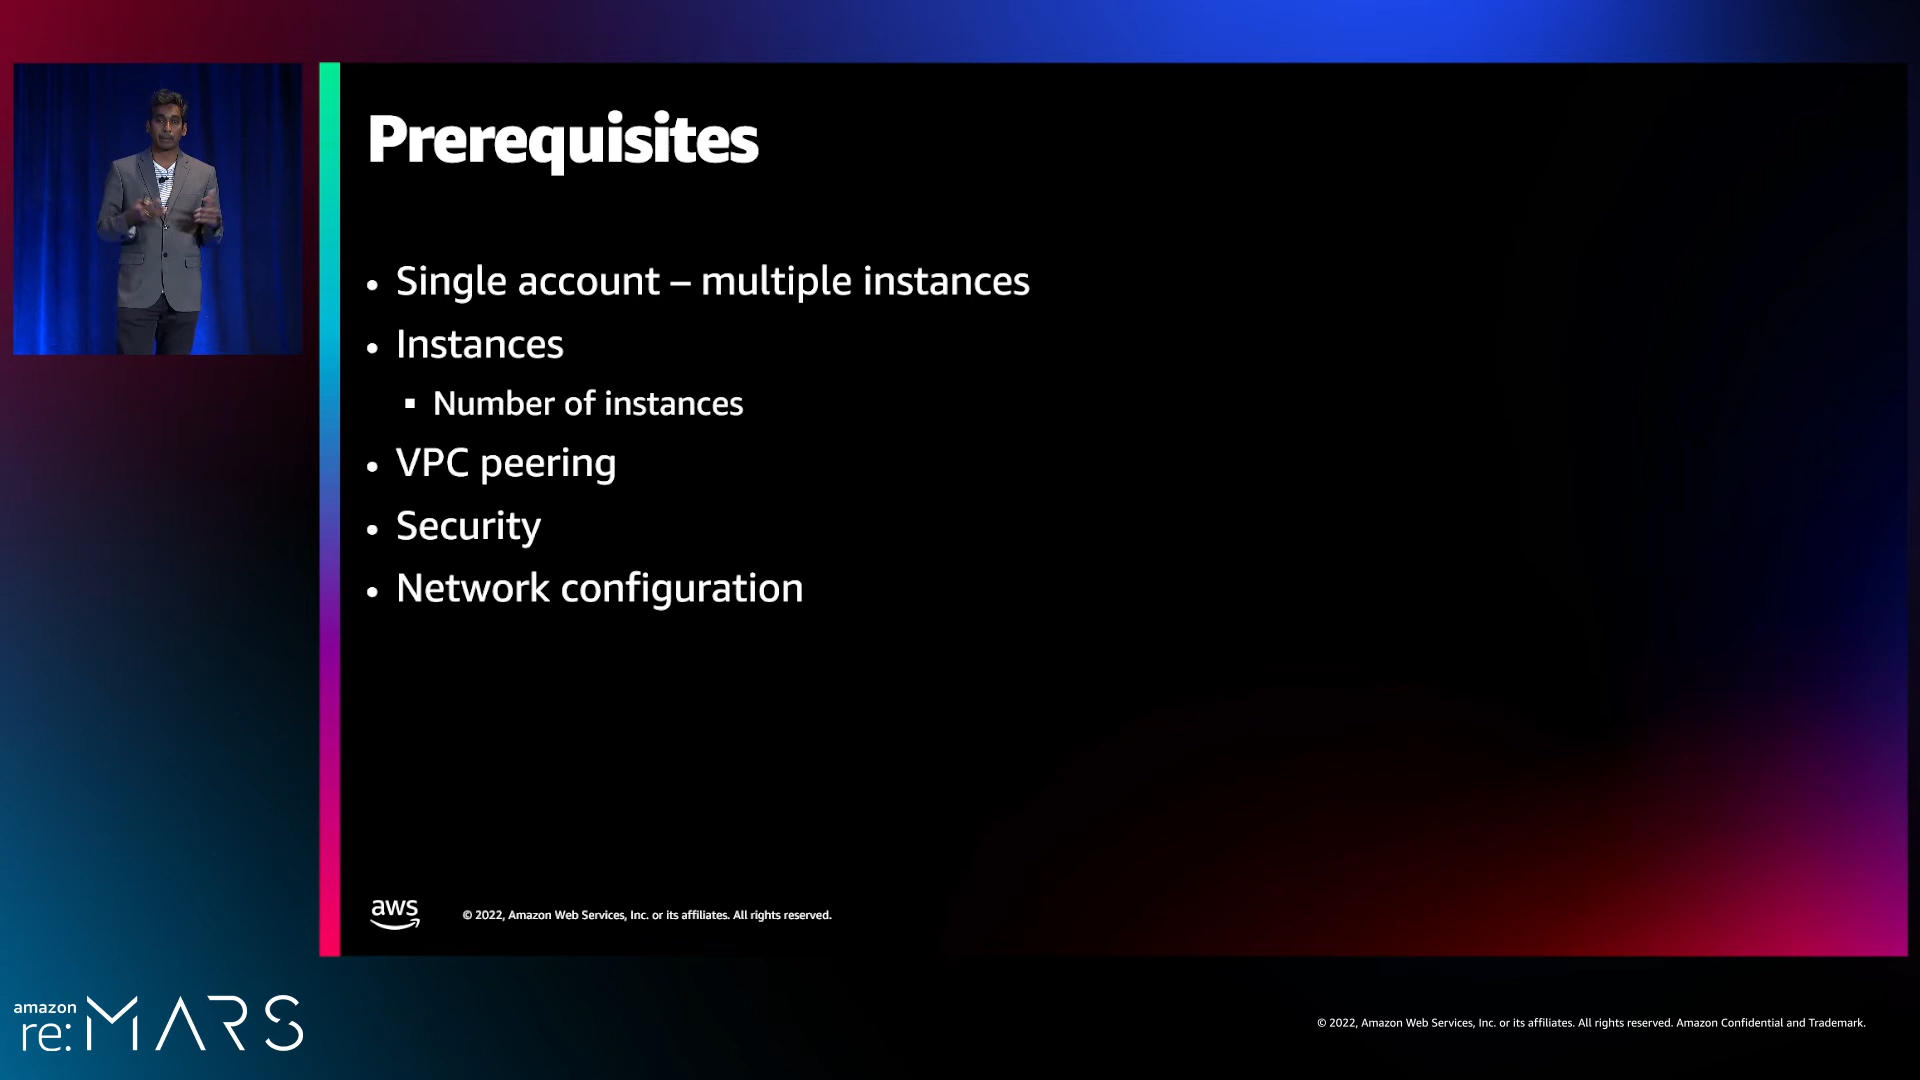 Prerequisites
• Single account – multiple instances
• Instances
▪ Number of instances
• VPC peering
• Security
• Network configuration
aws
© 2022, Amazon Web Services, Inc. or its affiliates. All rights reserved.
amazon
re:MARS
© 2022, Amazon Web Services, Inc. or its affiliates. All rights reserved. Amazon Confidential and Trademark.